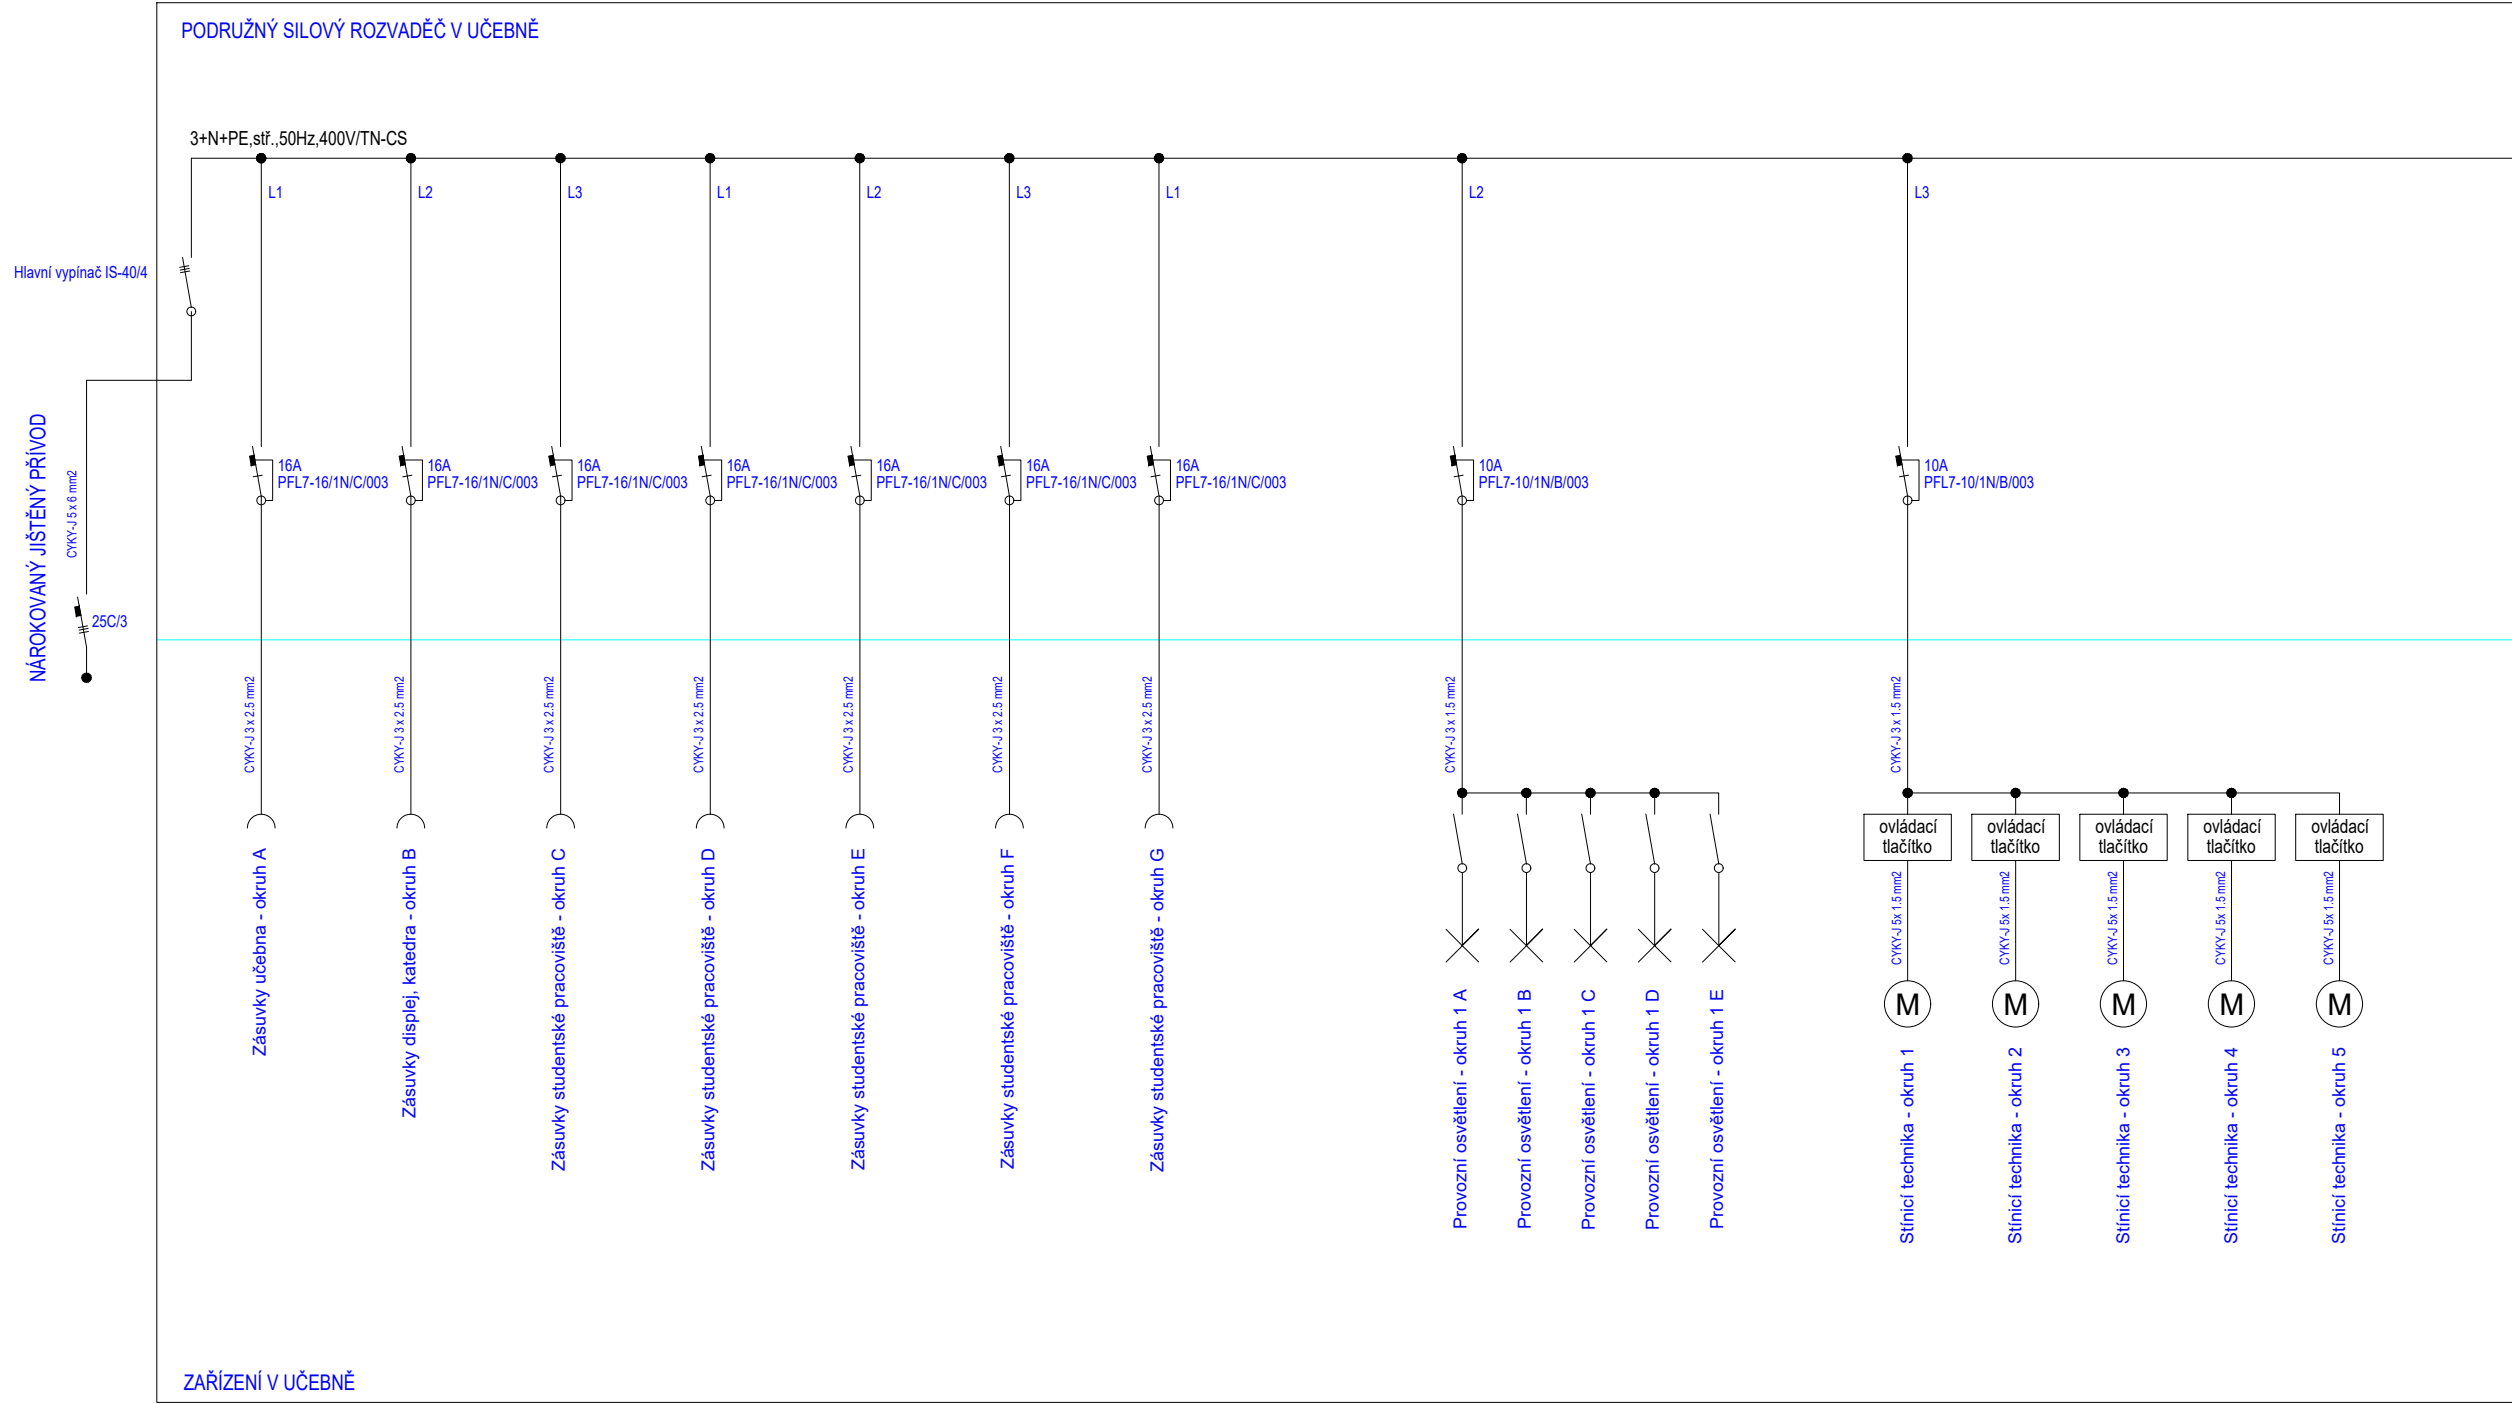 PODRUŽNÝ SILOVÝ ROZVADĚČ V UČEBNĚ
3+N+PE,stř.,50Hz,400V/TN-CS
L1
L2
L3
L1
L2
L3
L1
L2
L3
Hlavní vypínač IS-40/4
NÁROKOVANÝ JIŠTĚNÝ PŘÍVOD
CYKY-J 5 x 6 mm2
25C/3
16A
PFL7-16/1N/C/003
16A
PFL7-16/1N/C/003
16A
PFL7-16/1N/C/003
16A
PFL7-16/1N/C/003
16A
PFL7-16/1N/C/003
16A
PFL7-16/1N/C/003
16A
PFL7-16/1N/C/003
10A
PFL7-10/1N/B/003
10A
PFL7-10/1N/B/003
CYKY-J 3 x 2.5 mm2
CYKY-J 3 x 2.5 mm2
CYKY-J 3 x 2.5 mm2
CYKY-J 3 x 2.5 mm2
CYKY-J 3 x 2.5 mm2
CYKY-J 3 x 2.5 mm2
CYKY-J 3 x 2.5 mm2
CYKY-J 3 x 1.5 mm2
CYKY-J 3 x 1.5 mm2
ovládací
tlačítko
ovládací
tlačítko
ovládací
tlačítko
ovládací
tlačítko
ovládací
tlačítko
CYKY-J 5x 1.5 mm2
CYKY-J 5x 1.5 mm2
CYKY-J 5x 1.5 mm2
CYKY-J 5x 1.5 mm2
CYKY-J 5x 1.5 mm2
M
M
M
M
M
Zásuvky učebna - okruh A
Zásuvky displej, katedra - okruh B
Zásuvky studentské pracoviště - okruh C
Zásuvky studentské pracoviště - okruh D
Zásuvky studentské pracoviště - okruh E
Zásuvky studentské pracoviště - okruh F
Zásuvky studentské pracoviště - okruh G
Provozní osvětlení - okruh 1 A
Provozní osvětlení - okruh 1 B
Provozní osvětlení - okruh 1 C
Provozní osvětlení - okruh 1 D
Provozní osvětlení - okruh 1 E
Stínicí technika - okruh 1
Stínicí technika - okruh 2
Stínicí technika - okruh 3
Stínicí technika - okruh 4
Stínicí technika - okruh 5
ZAŘÍZENÍ V UČEBNĚ